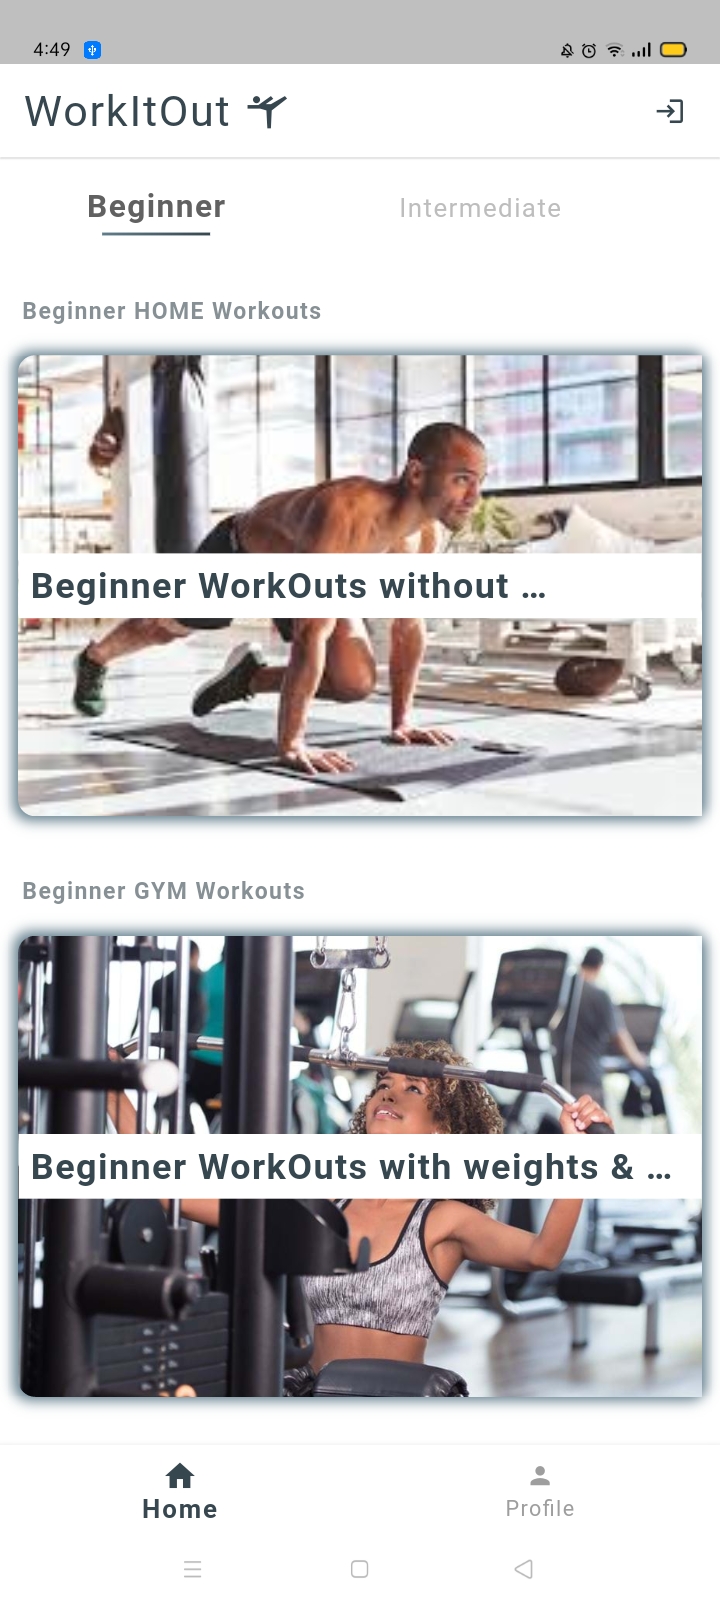 4:49
WorkItOut
Beginner Intermediate
Beginner HOME Workouts
Beginner WorkOuts without ...
Beginner GYM Workouts
Beginner WorkOuts with weights & ...
Home Profile